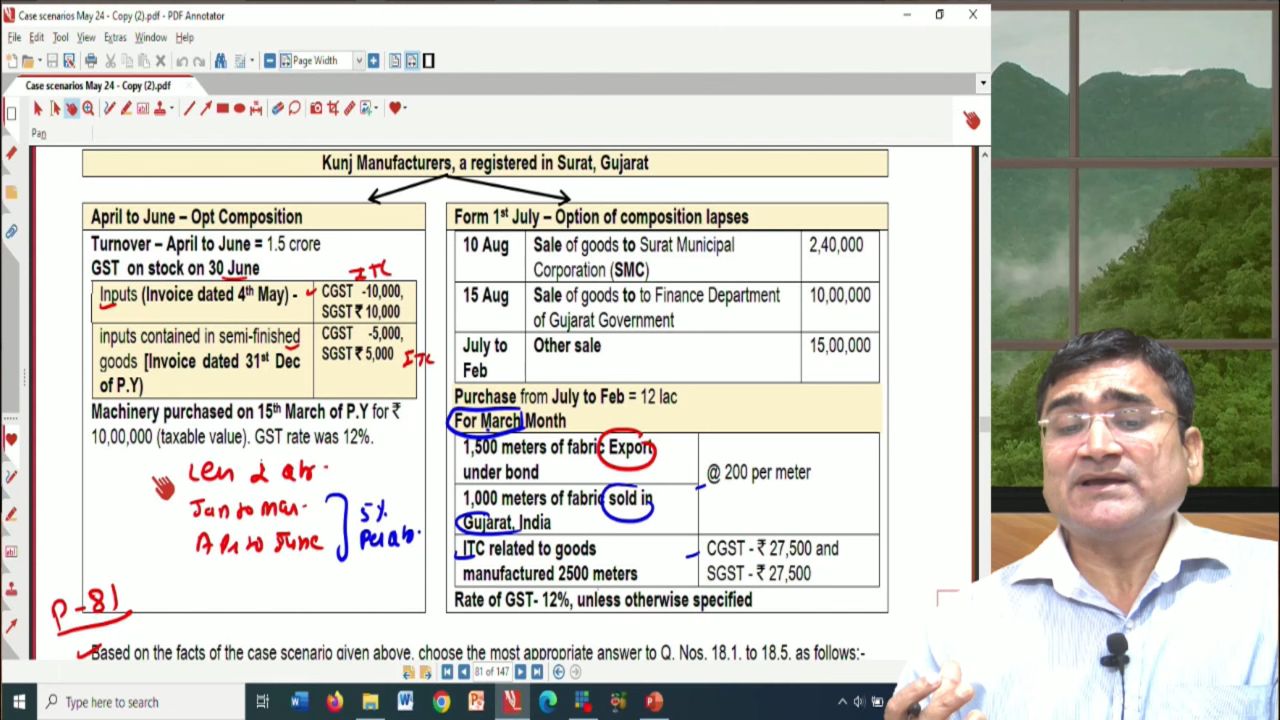 Case scenarios May 24 - Copy (2).pdf - PDF Annotator
File Edit Tool View Extras Window Help
Page Width
Case scenarios May 24 - Copy (2).pdf
Pan
Kunj Manufacturers, a registered in Surat, Gujarat
April to June – Opt Composition
Turnover – April to June = 1.5 crore
GST on stock on 30 June
ITC
Inputs (Invoice dated 4th May) -
CGST -10,000,
SGST ₹ 10,000
inputs contained in semi-finished
goods [Invoice dated 31st Dec
of P.Y)
CGST -5,000,
SGST ₹ 5,000
ITC
Machinery purchased on 15th March of P.Y for ₹
10,00,000 (taxable value). GST rate was 12%.
Jan to Mar.
Apr to June
5%
Per qtr.
P-81
Form 1st July – Option of composition lapses
10 Aug Sale of goods to Surat Municipal 2,40,000
Corporation (SMC)
15 Aug Sale of goods to to Finance Department 10,00,000
of Gujarat Government
July to Other sale 15,00,000
Feb
Purchase from July to Feb = 12 lac
For March Month
1,500 meters of fabric Export
under bond
@ 200 per meter
1,000 meters of fabric sold in
Gujarat, India
ITC related to goods CGST - ₹ 27,500 and
manufactured 2500 meters SGST - ₹ 27,500
Rate of GST- 12%, unless otherwise specified
Based on the facts of the case scenario given above, choose the most appropriate answer to Q. Nos. 18.1, to 18.5, as follows:-
81 of 147
Type here to search